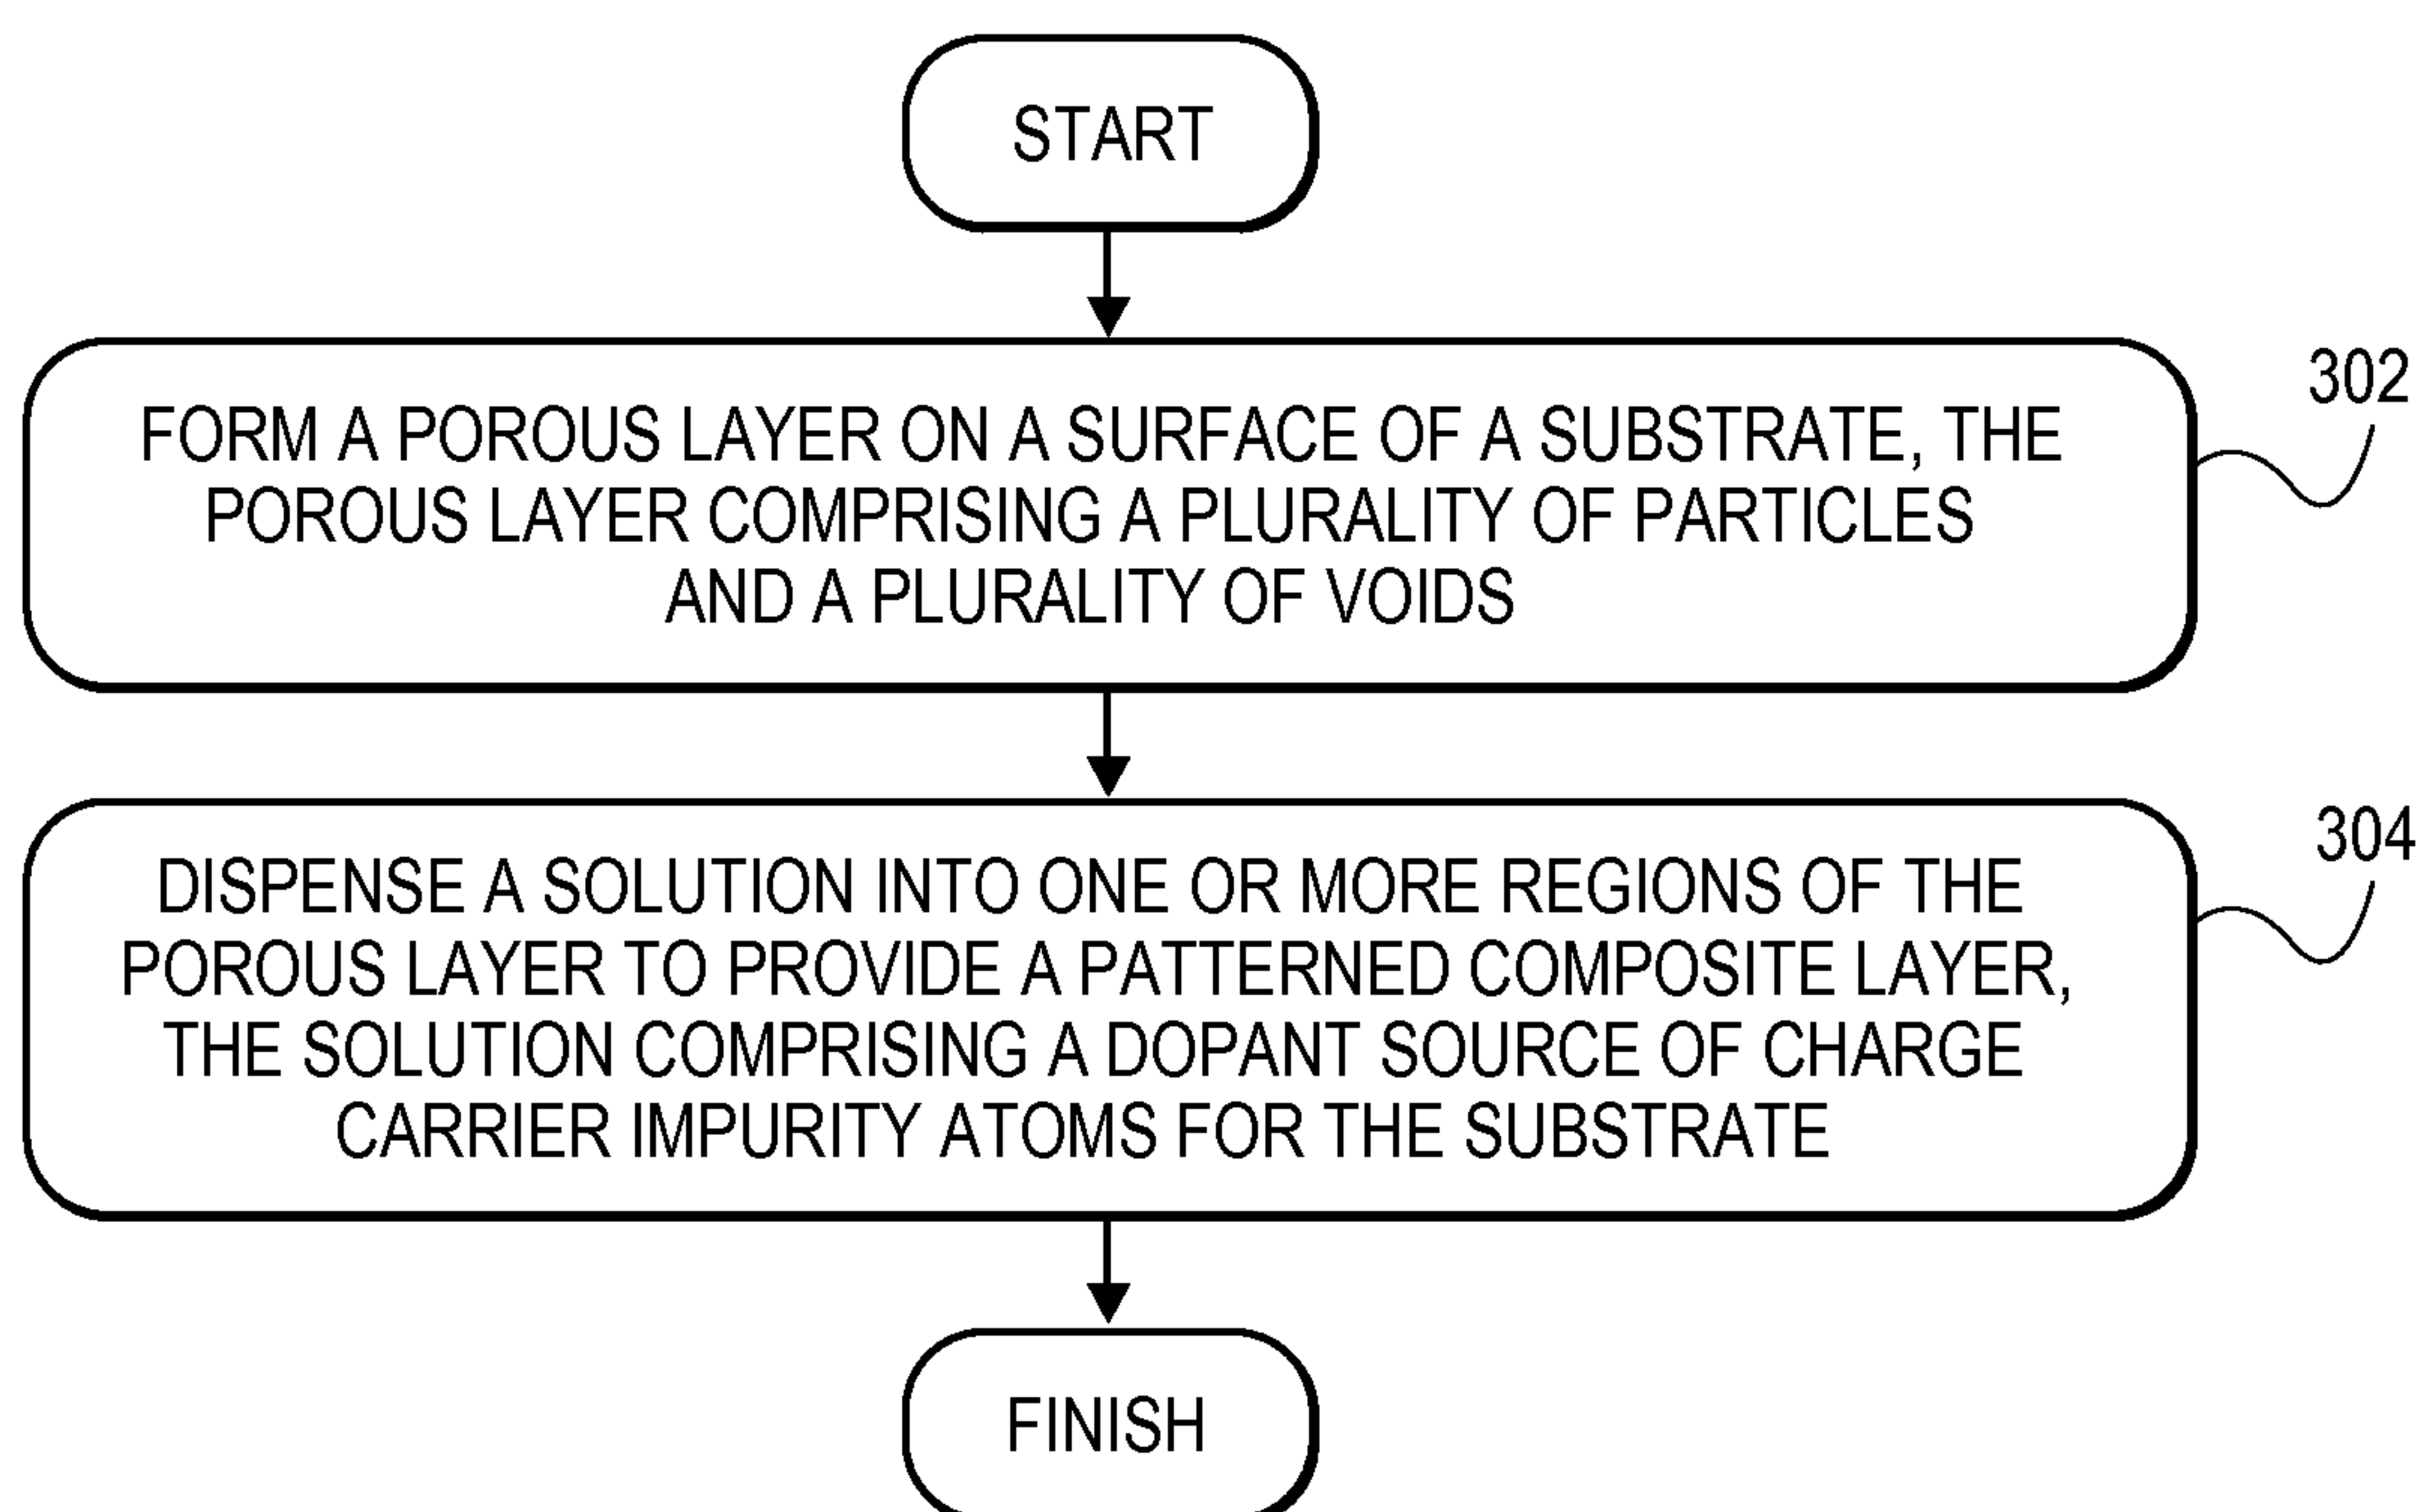 START
302
FORM A POROUS LAYER ON A SURFACE OF A SUBSTRATE, THE
POROUS LAYER COMPRISING A PLURALITY OF PARTICLES
AND A PLURALITY OF VOIDS
304
DISPENSE A SOLUTION INTO ONE OR MORE REGIONS OF THE
POROUS LAYER TO PROVIDE A PATTERNED COMPOSITE LAYER,
THE SOLUTION COMPRISING A DOPANT SOURCE OF CHARGE
CARRIER IMPURITY ATOMS FOR THE SUBSTRATE
FINISH